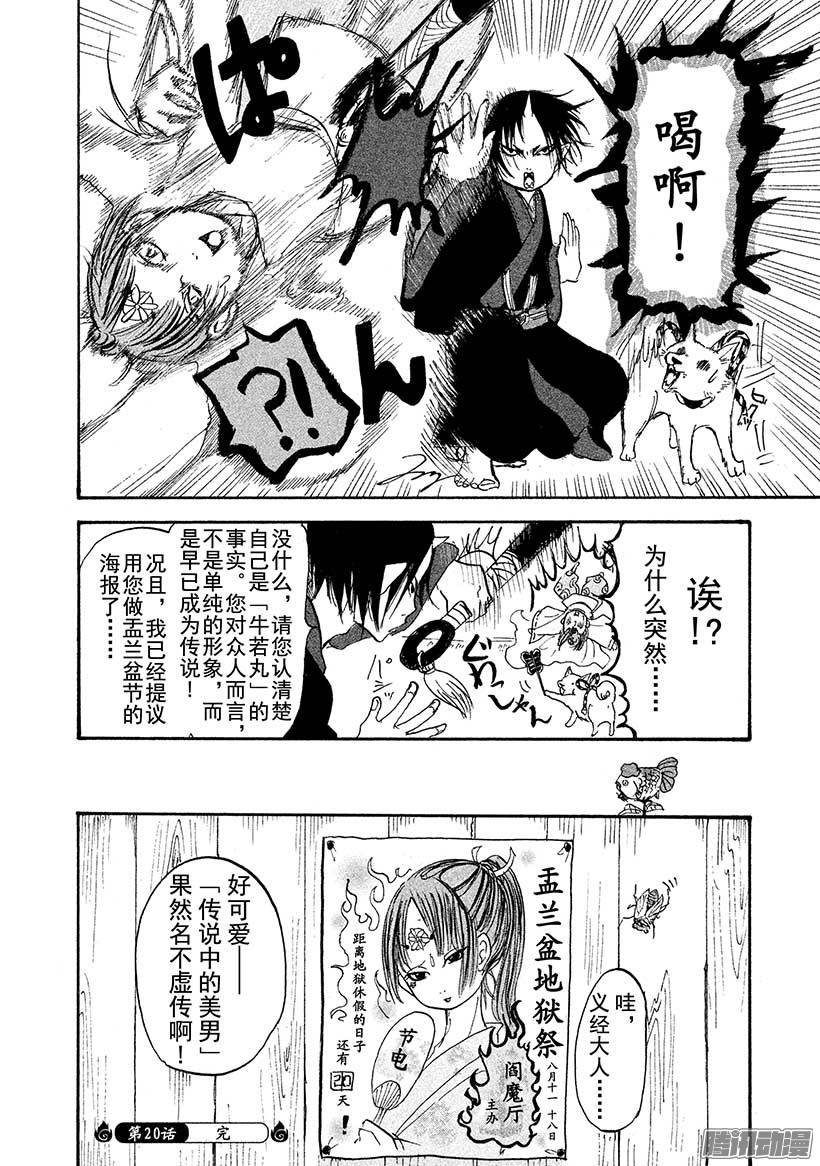 喝啊！
ぱ
ん
?!
诶!?
为什么突然……
ぐわっしゃん
没什么，请您认清楚
自己是「牛若丸」的
事实。您对众人而言，
不是单纯的形象，而
是早已成为传说！
况且，我已经提议
用您做盂兰盆节的
海报了……
哇，
义经大人……
盂兰盆地狱祭
八月十一 十八日
阎魔厅
主办
节电
距离地狱休假的日子
还有20天！
好可爱——
「传说中的美男」
果然名不虚传啊！
第20话 完
腾讯动漫